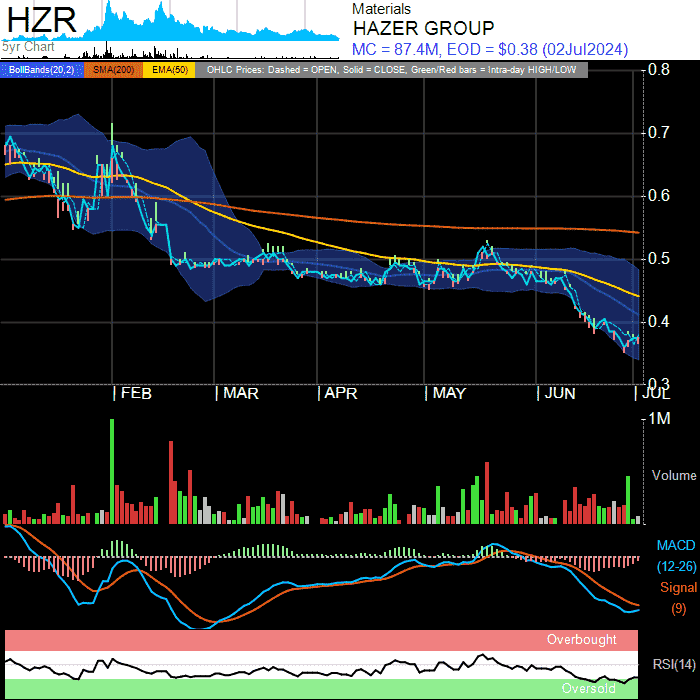 HZR
5yr Chart
Materials
HAZER GROUP
MC = 87.4M, EOD = $0.38 (02Jul2024)
BollBands(20,2) SMA(200) EMA(50) OHLC Prices: Dashed = OPEN, Solid = CLOSE, Green/Red bars = Intra-day HIGH/LOW
0.8
0.7
0.6
0.5
0.4
0.3
FEB MAR APR MAY JUN JUL
1M
Volume
MACD
(12-26)
Signal
(9)
Overbought
RSI(14)
Oversold